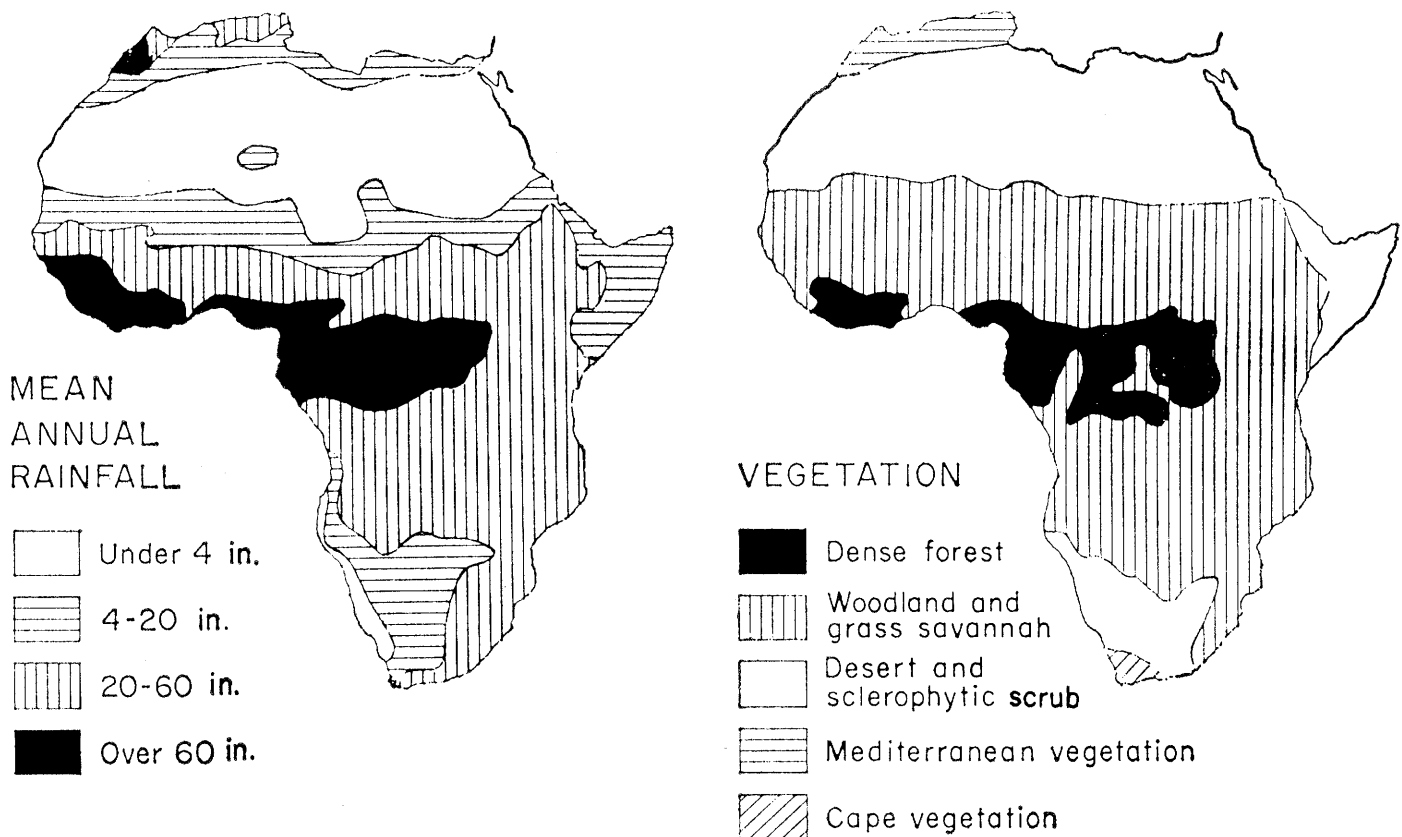 MEAN
ANNUAL
RAINFALL
Under 4 in.
4-20 in.
20-60 in.
Over 60 in.
VEGETATION
Dense forest
Woodland and
grass savannah
Desert and
sclerophytic scrub
Mediterranean vegetation
Cape vegetation